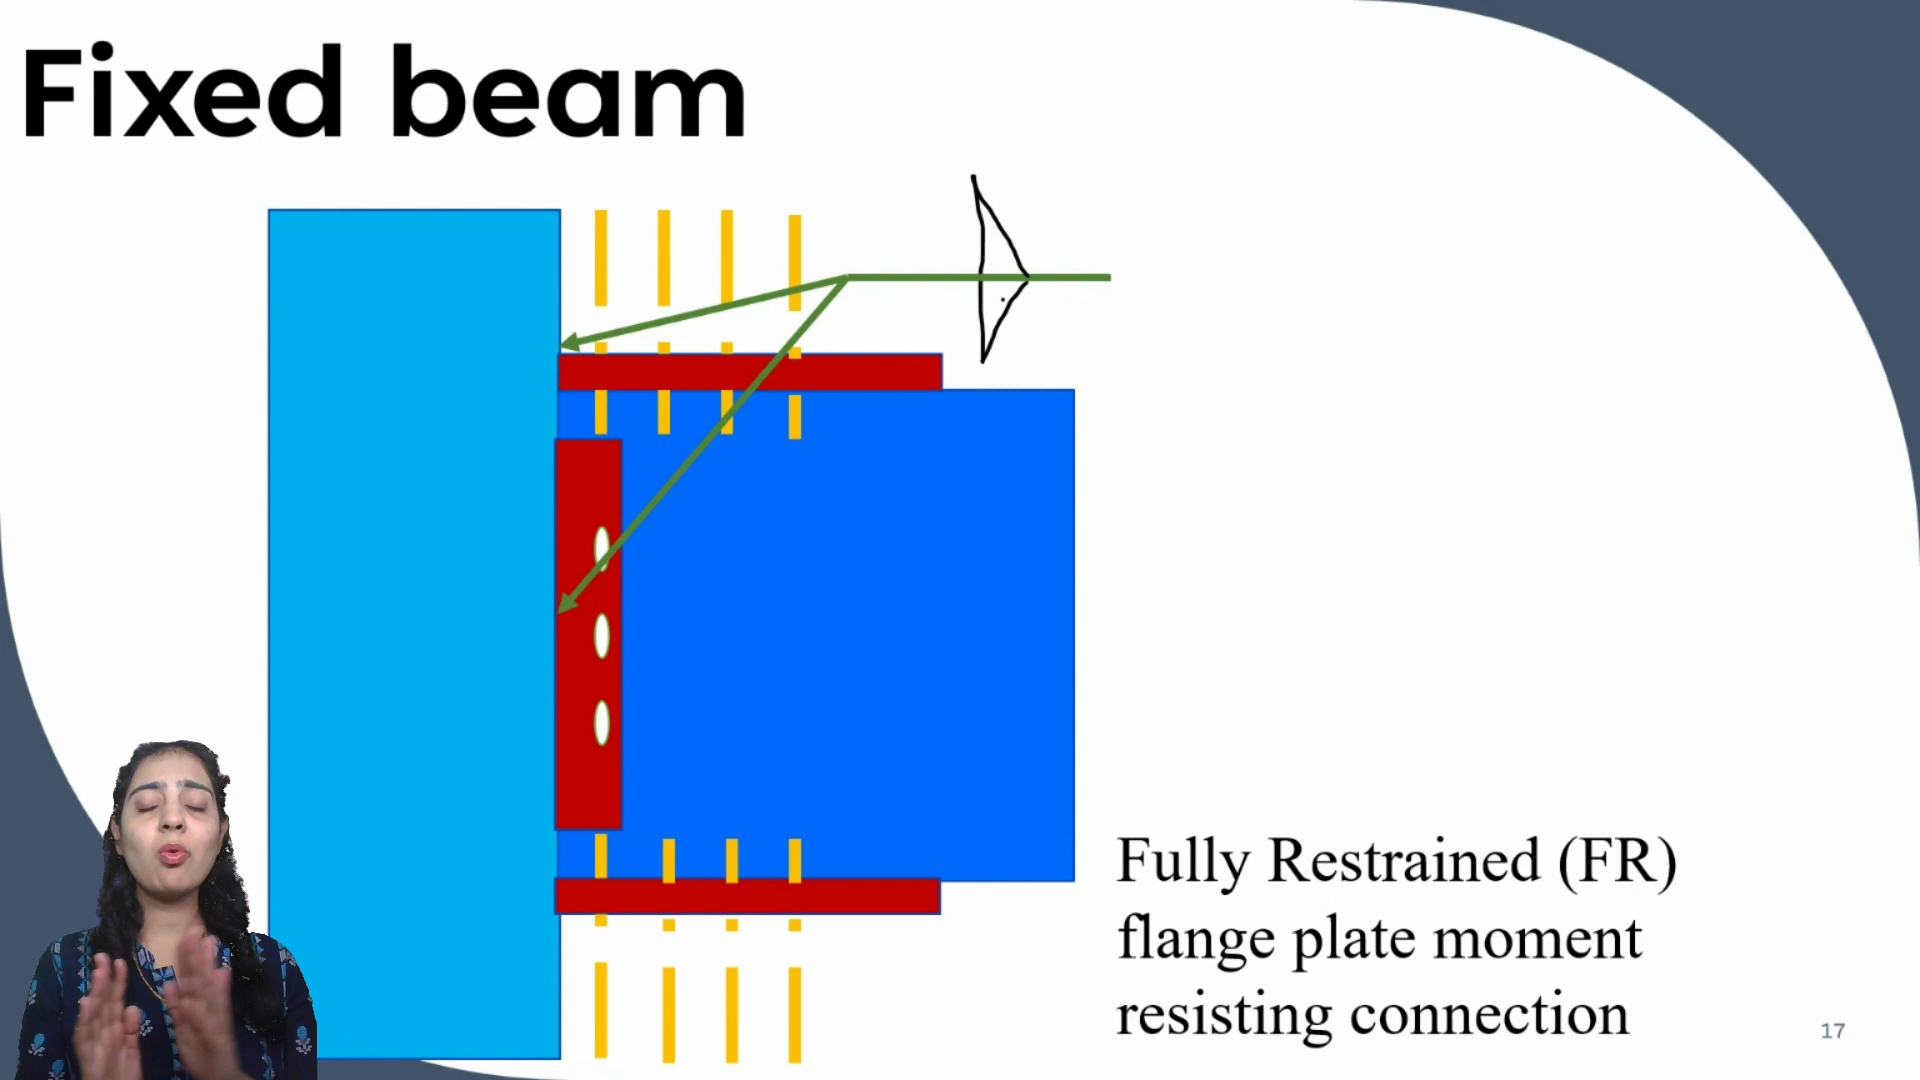 Fixed beam
Fully Restrained (FR)
flange plate moment
resisting connection
17